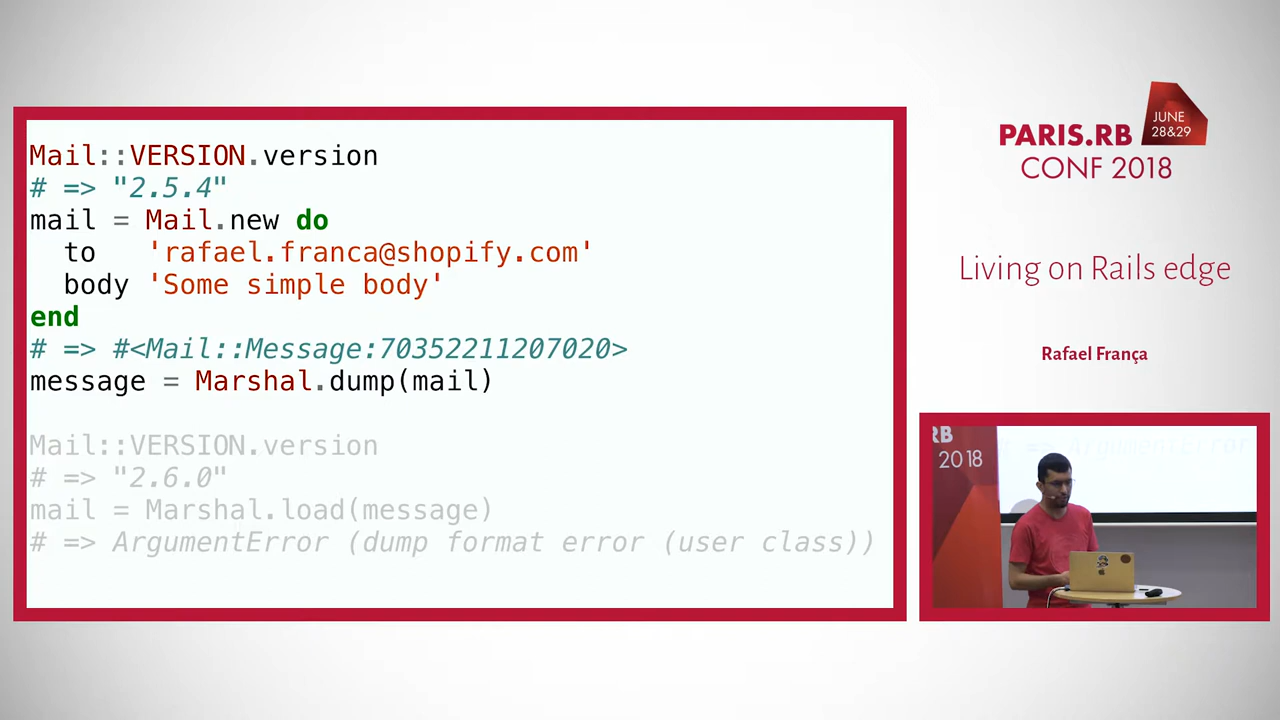 Mail::VERSION.version
# => "2.5.4"
mail = Mail.new do
  to   'rafael.franca@shopify.com'
  body 'Some simple body'
end
# => #<Mail::Message:70352211207020>
message = Marshal.dump(mail)
Mail::VERSION.version
# => "2.6.0"
mail = Marshal.load(message)
# => ArgumentError (dump format error (user class))
PARIS.RB
JUNE
28&29
CONF 2018
Living on Rails edge
Rafael França
RB
2018
=> ArgumentError